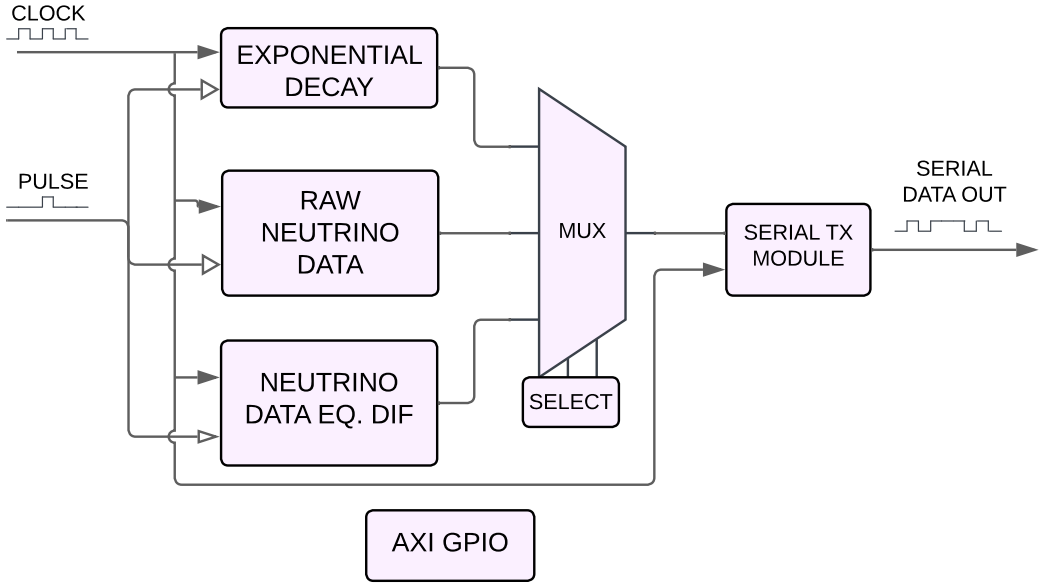 CLOCK
EXPONENTIAL
DECAY
PULSE
RAW
NEUTRINO
DATA
NEUTRINO
DATA EQ. DIF
MUX
SELECT
SERIAL TX
MODULE
SERIAL
DATA OUT
AXI GPIO